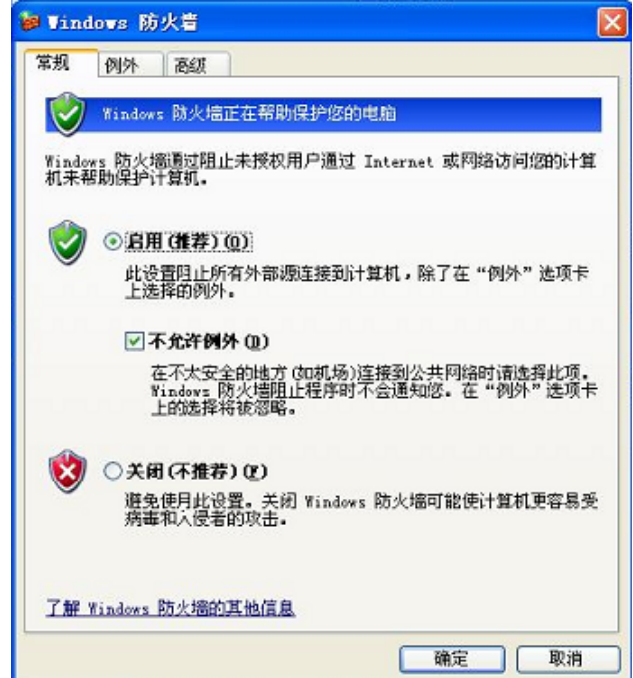 Windows 防火墙
常规
例外
高级
Windows 防火墙正在帮助保护您的电脑
Windows 防火墙通过阻止未授权用户通过 Internet 或网络访问您的计算
机来帮助保护计算机。
启用(推荐)(O)
此设置阻止所有外部源连接到计算机，除了在“例外”选项卡
上选择的例外。
不允许例外(D)
在不太安全的地方(如机场)连接到公共网络时请选择此项。
Windows 防火墙阻止程序时不会通知您。在“例外”选项卡
上的选择将被忽略。
关闭(不推荐)(F)
避免使用此设置。关闭 Windows 防火墙可能使计算机更容易受
病毒和入侵者的攻击。
了解 Windows 防火墙的其他信息
确定
取消